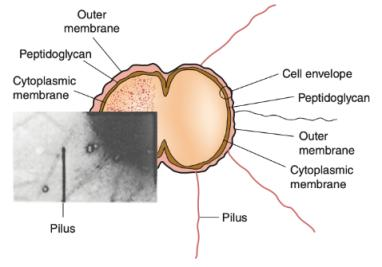 Outer
membrane
Peptidoglycan
Cytoplasmic
membrane
Cell envelope
Peptidoglycan
Outer
membrane
Cytoplasmic
membrane
Pilus
Pilus